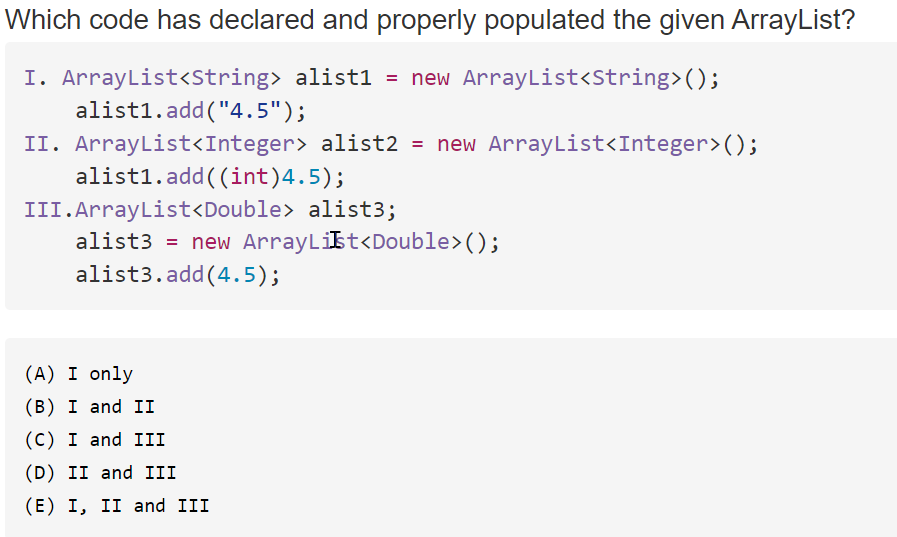 Which code has declared and properly populated the given ArrayList?
I. ArrayList<String> alist1 = new ArrayList<String>();
alist1.add("4.5");
II. ArrayList<Integer> alist2 = new ArrayList<Integer>();
alist1.add((int)4.5);
III.ArrayList<Double> alist3;
alist3 = new ArrayList<Double>();
alist3.add(4.5);
(A) I only
(B) I and II
(C) I and III
(D) II and III
(E) I, II and III